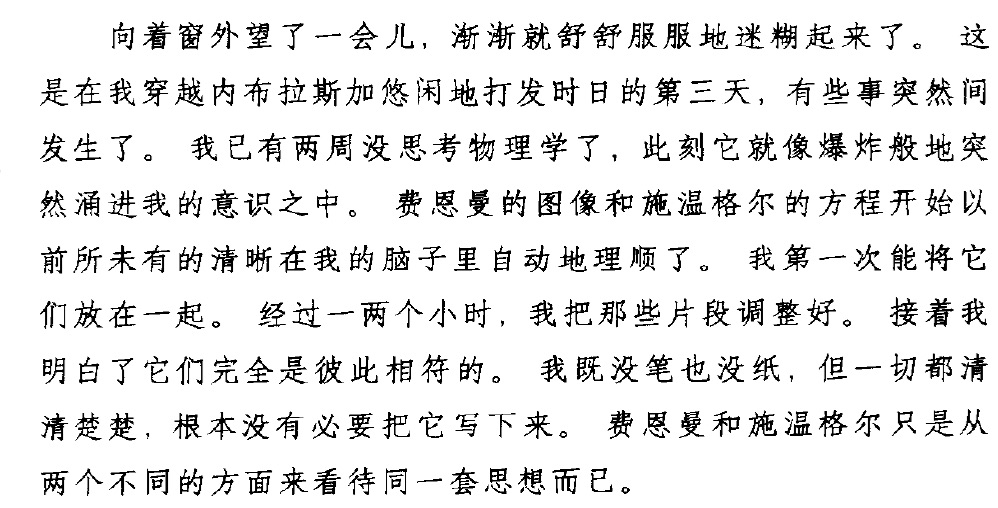 向着窗外望了一会儿，渐渐就舒舒服服地迷糊起来了。 这
是在我穿越内布拉斯加悠闲地打发时日的第三天，有些事突然间
发生了。 我已有两周没思考物理学了，此刻它就像爆炸般地突
然涌进我的意识之中。 费恩曼的图像和施温格尔的方程开始以
前所未有的清晰在我的脑子里自动地理顺了。 我第一次能将它
们放在一起。 经过一两个小时，我把那些片段调整好。 接着我
明白了它们完全是彼此相符的。 我既没笔也没纸，但一切都清
清楚楚，根本没有必要把它写下来。 费恩曼和施温格尔只是从
两个不同的方面来看待同一套思想而已。